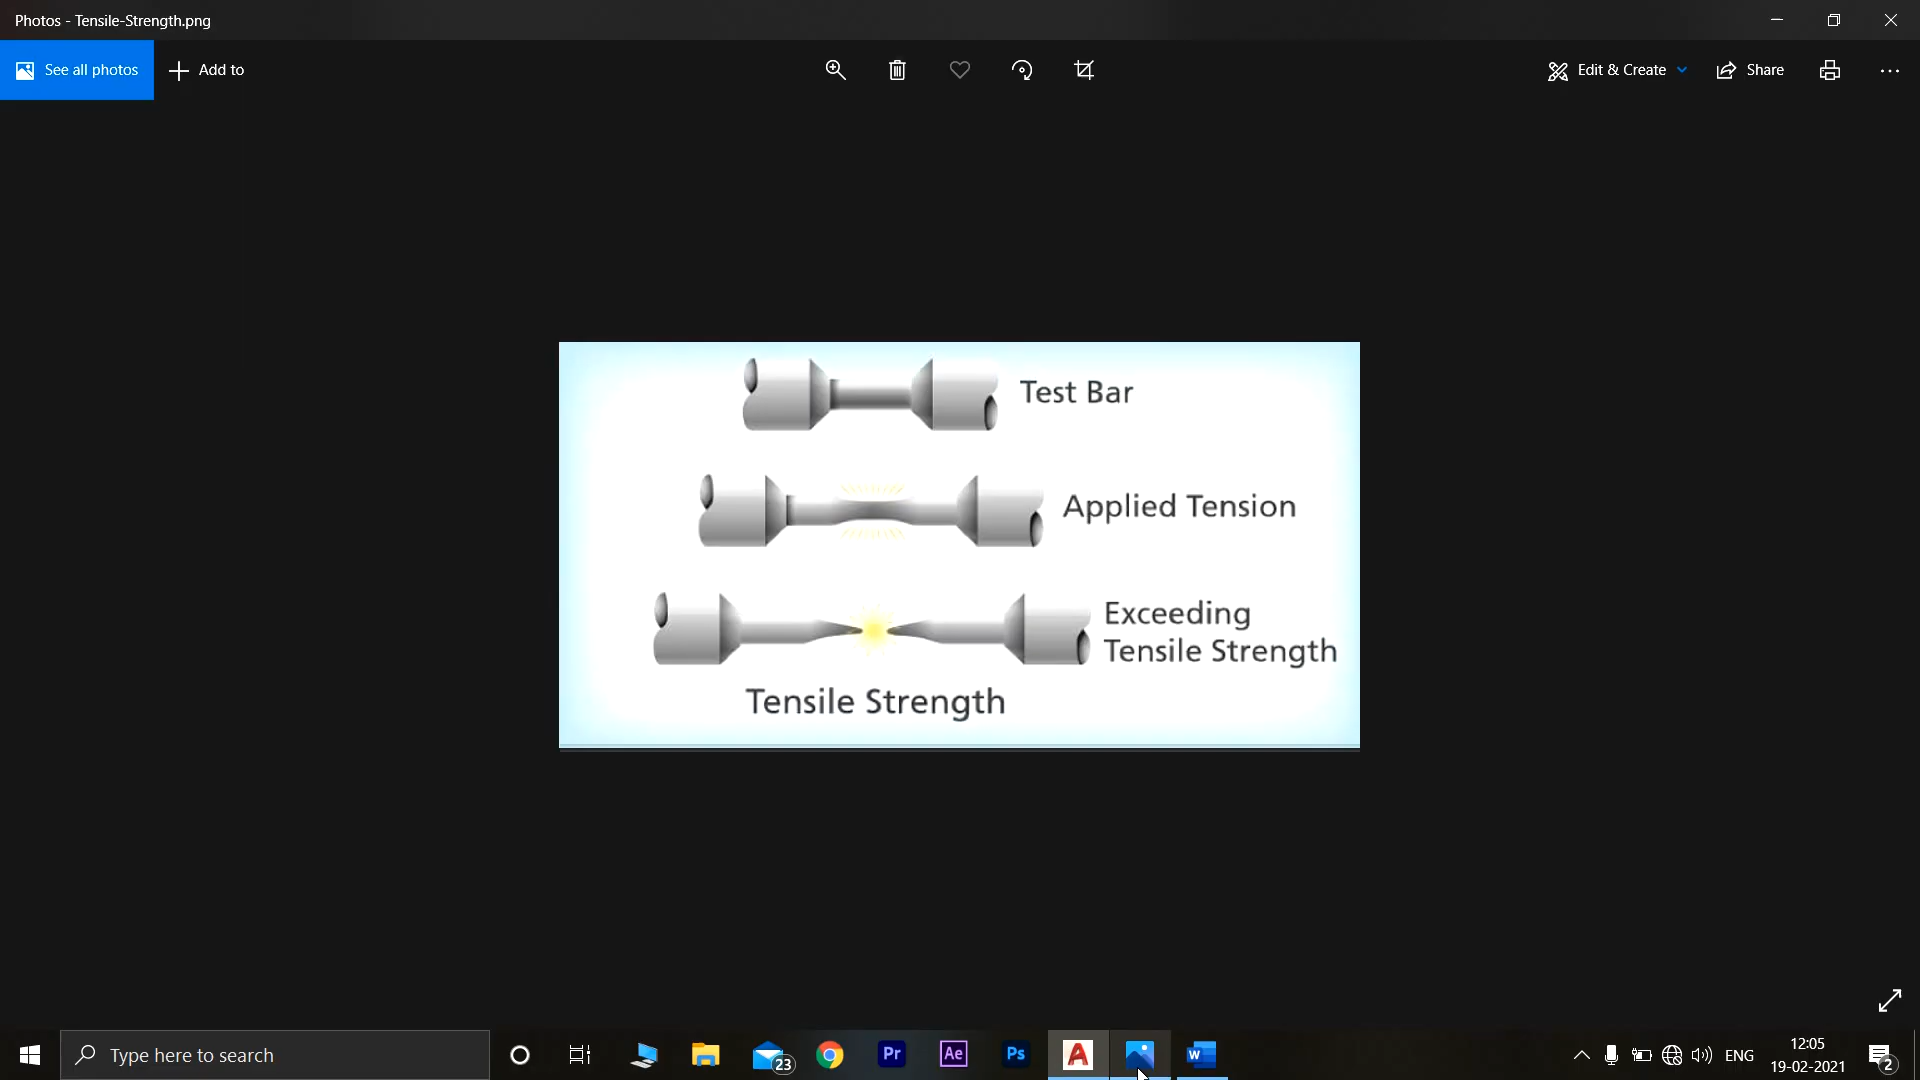 Photos - Tensile-Strength.png
See all photos
Add to
Edit & Create
Share
Test Bar
Applied Tension
Exceeding
Tensile Strength
Tensile Strength
Type here to search
23
Pr
Ae
Ps
A
W
ENG
12:05
19-02-2021
2